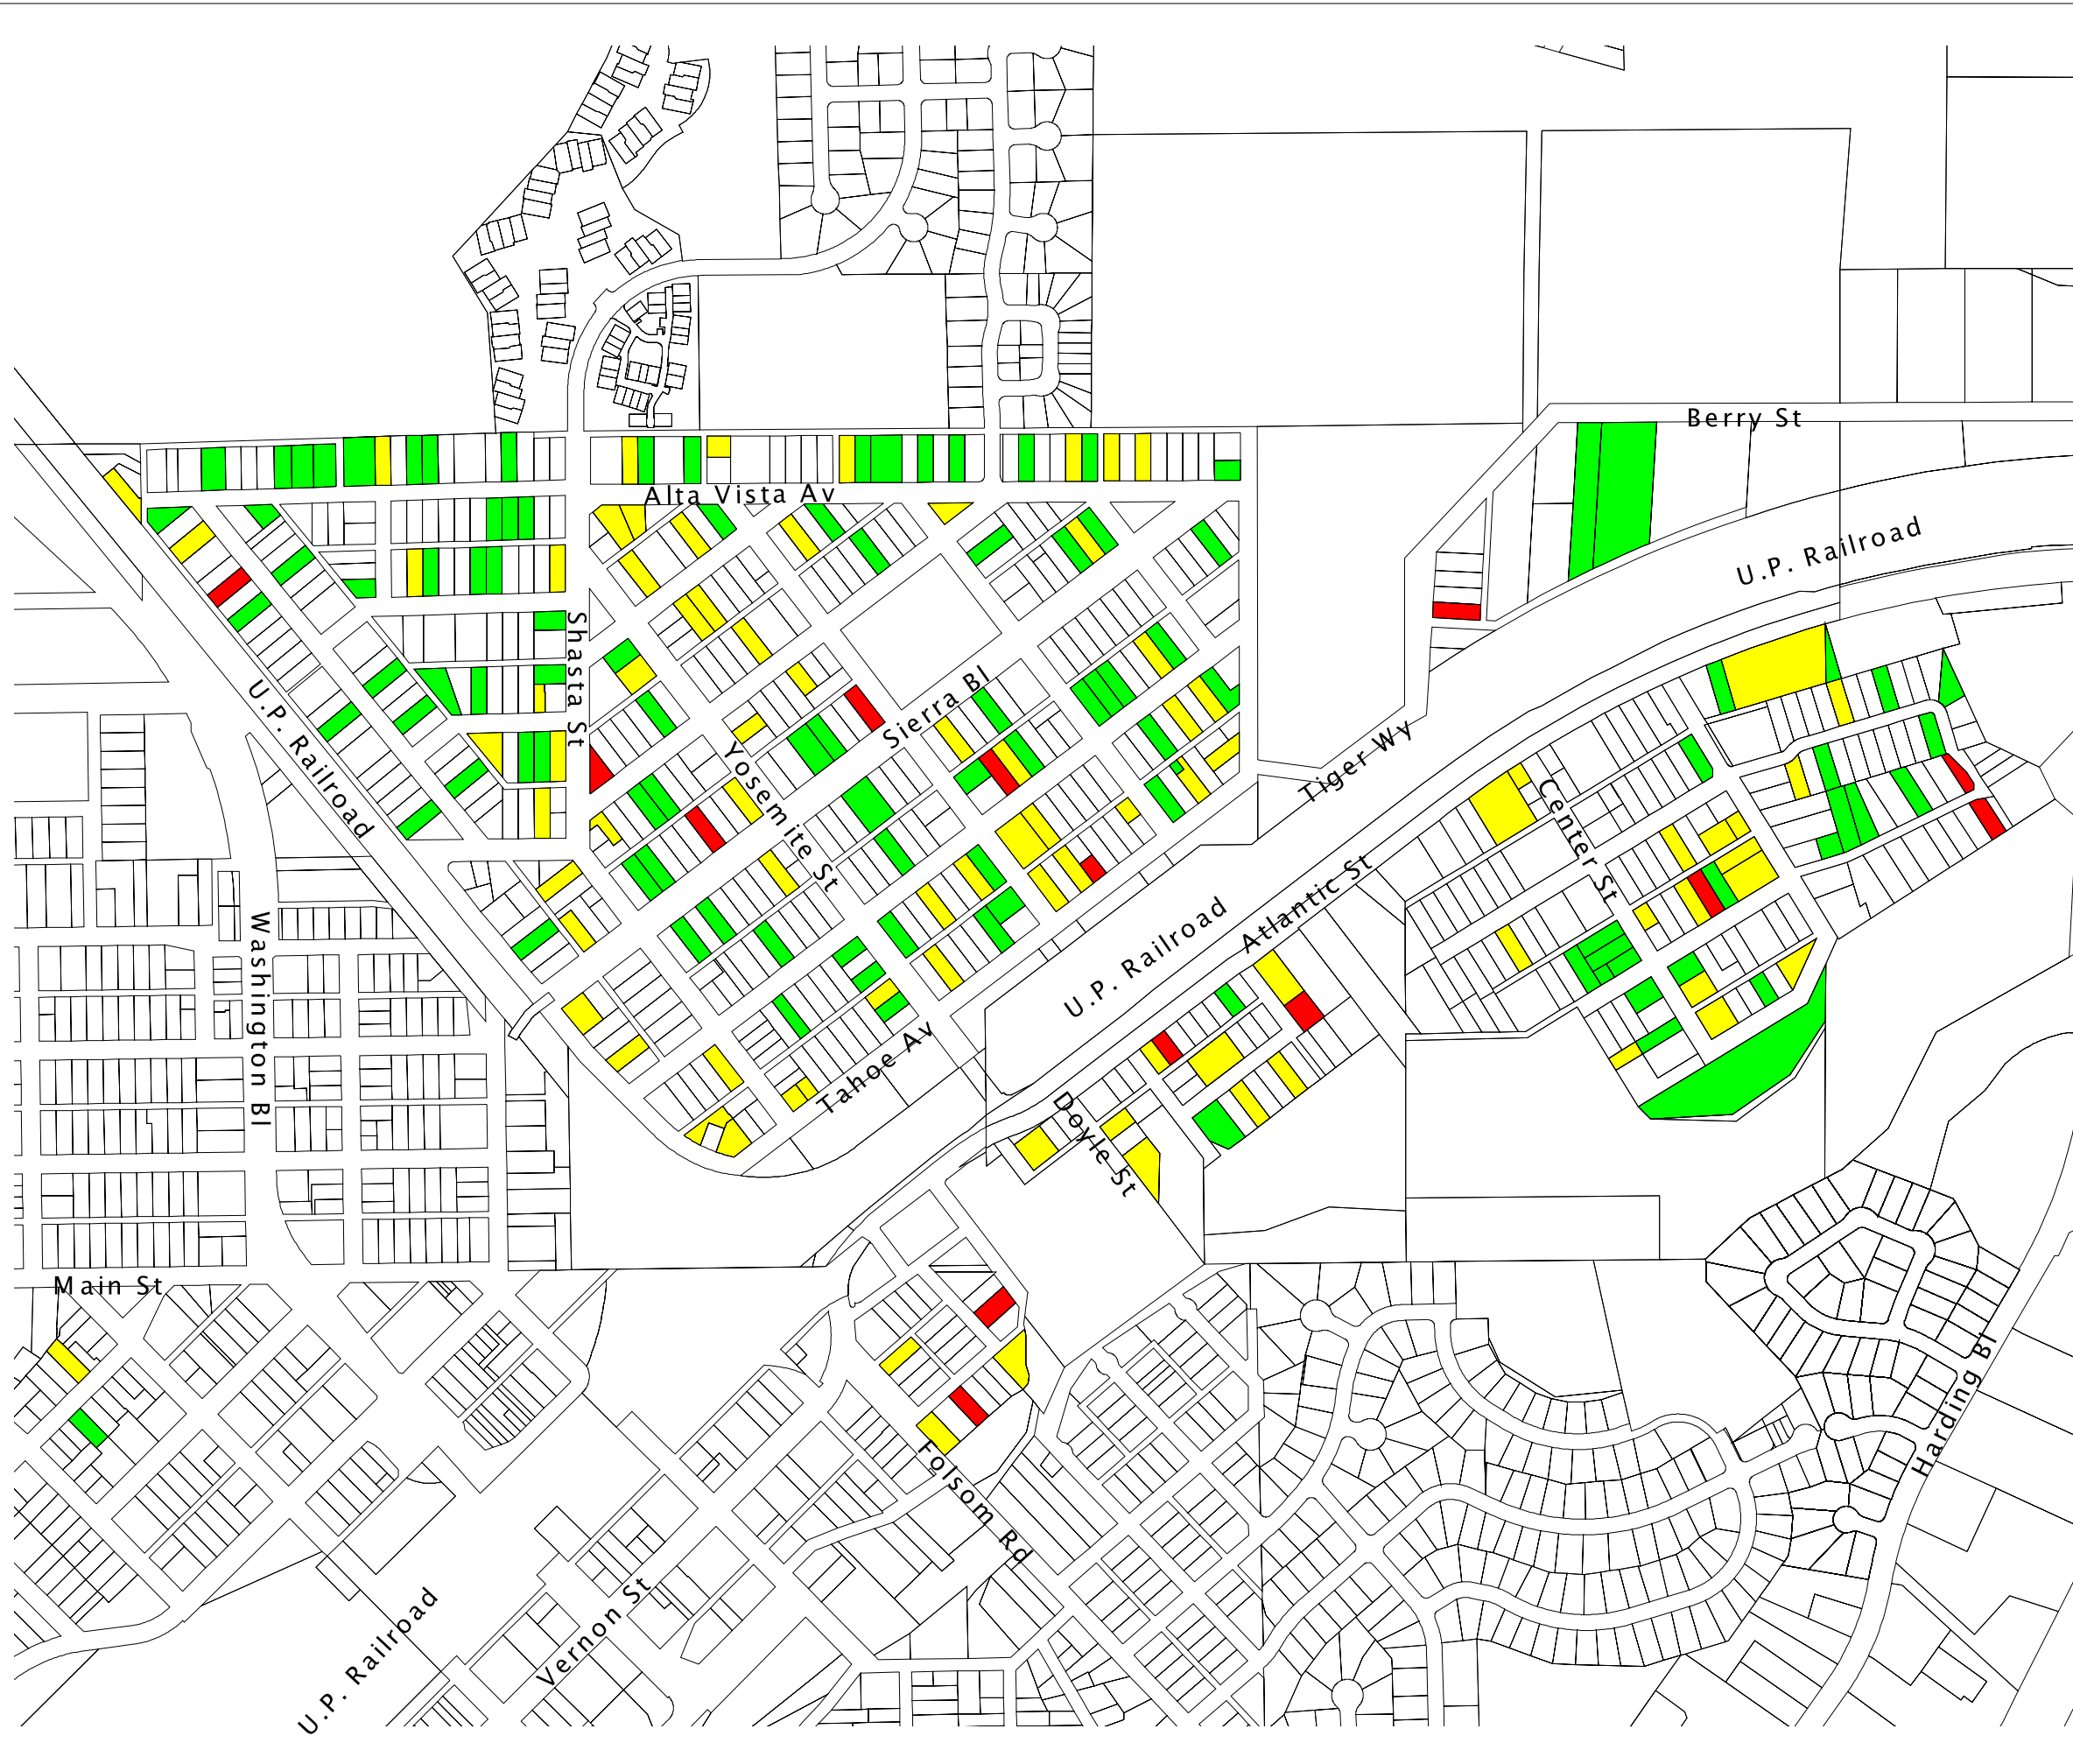 Berry St
Alta Vista Av
U.P. Railroad
Shasta St
Sierra Bl
U.P. Railroad
Yosemite St
Tiger Wy
Center St
Atlantic St
Washington Bl
U.P. Railroad
Tahoe Av
Doyle St
Main St
Harding Bl
Folsom Rd
Vernon St
U.P. Railroad